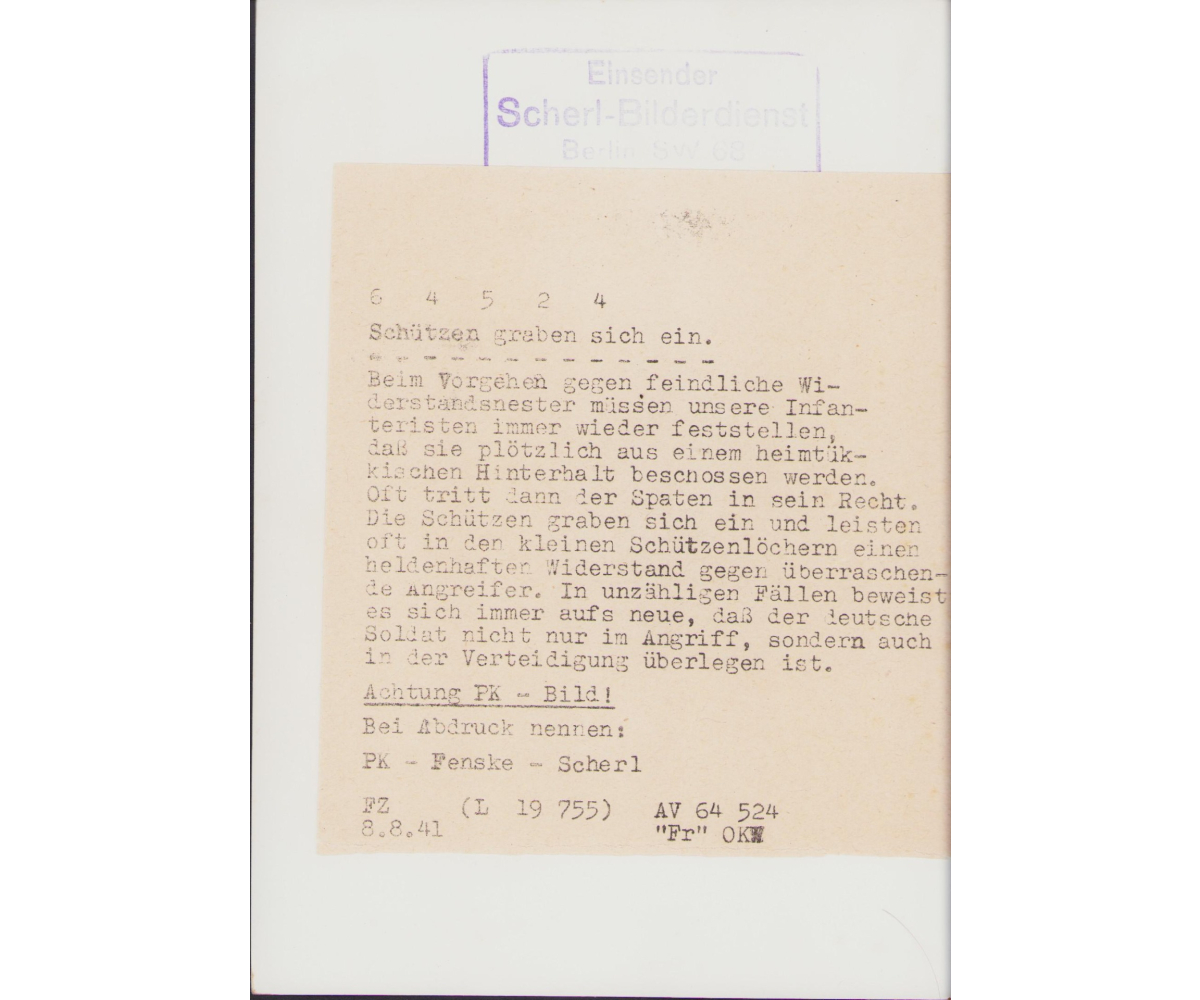 Einsender
Scherl-Bilderdienst
Berlin SW 68
6 4 5 2 4
Schützen graben sich ein.
Beim Vorgehen gegen feindliche Wi-
derstandsnester müssen unsere Infan-
teristen immer wieder feststellen,
daß sie plötzlich aus einem heimtük-
kischen Hinterhalt beschossen werden.
Oft tritt dann der Spaten in sein Recht.
Die Schützen graben sich ein und leisten
oft in den kleinen Schützenlöchern einen
heldenhaften Widerstand gegen überraschen-
de Angreifer. In unzähligen Fällen beweist
es sich immer aufs neue, daß der deutsche
Soldat nicht nur im Angriff, sondern auch
in der Verteidigung überlegen ist.
Achtung PK - Bild!
Bei Abdruck nennen:
PK - Fenske - Scherl
FZ (L 19 755) AV 64 524
8.8.41 "Fr" OKW